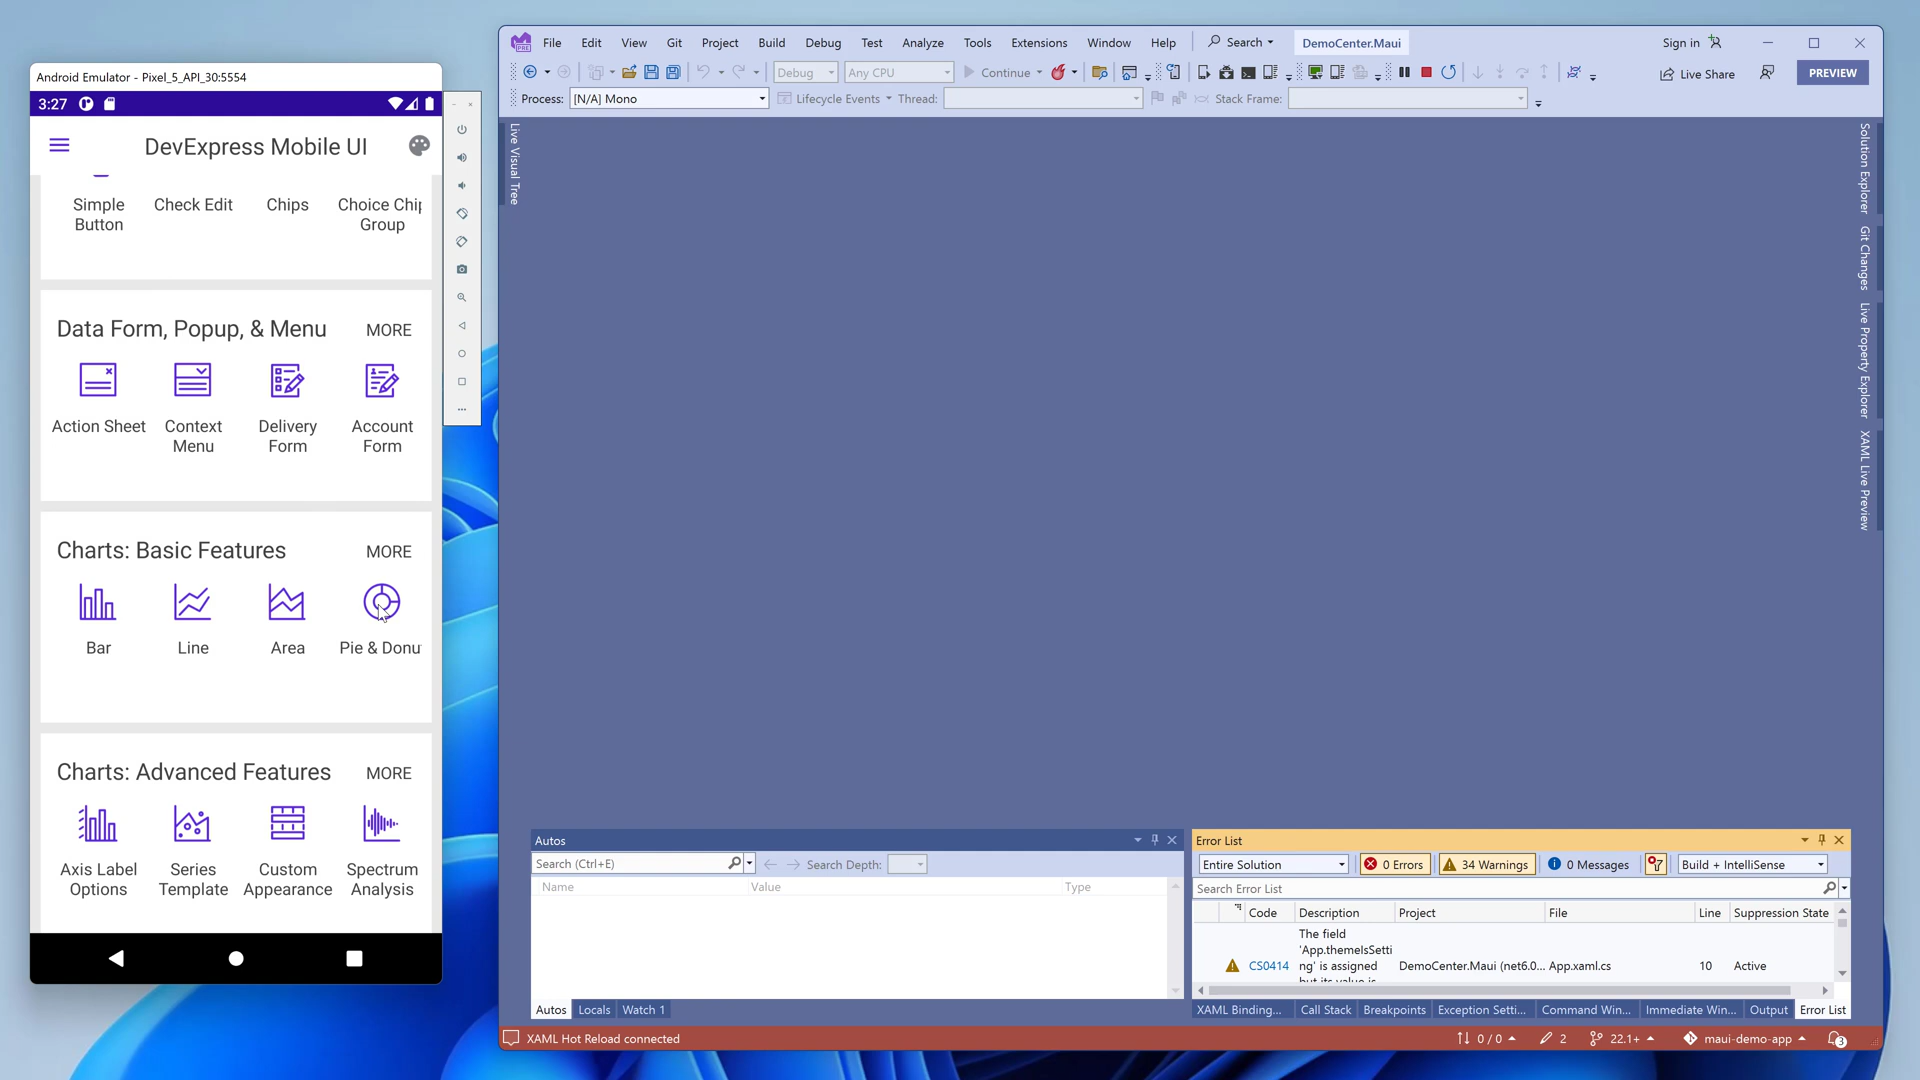 Android Emulator - Pixel_5_API_30:5554
3:27
DevExpress Mobile UI
Simple Button
Check Edit
Chips
Choice Chip
Group
Data Form, Popup, & Menu
MORE
Action Sheet
Context Menu
Delivery Form
Account Form
Charts: Basic Features
MORE
Bar
Line
Area
Pie & Donu
Charts: Advanced Features
MORE
Axis Label Options
Series Template
Custom Appearance
Spectrum Analysis
File Edit View Git Project Build Debug Test Analyze Tools Extensions Window Help
Search
DemoCenter.Maui
Sign in
Debug
Any CPU
Continue
Live Share
PREVIEW
Process: [N/A] Mono
Lifecycle Events
Thread:
Stack Frame:
Live Visual Tree
Solution Explorer
Git Changes
Live Property Explorer
XAML Live Preview
Autos
Search (Ctrl+E)
Search Depth:
Name Value Type
Autos Locals Watch 1
Error List
Entire Solution
0 Errors
34 Warnings
0 Messages
Build + IntelliSense
Search Error List
Code Description Project File Line Suppression State
The field
'App.themeIsSetti
CS0414 ng' is assigned DemoCenter.Maui (net6.0... App.xaml.cs 10 Active
but its value is
XAML Binding... Call Stack Breakpoints Exception Setti... Command Win... Immediate Win... Output Error List
XAML Hot Reload connected
0 / 0
2
22.1+
maui-demo-app
3